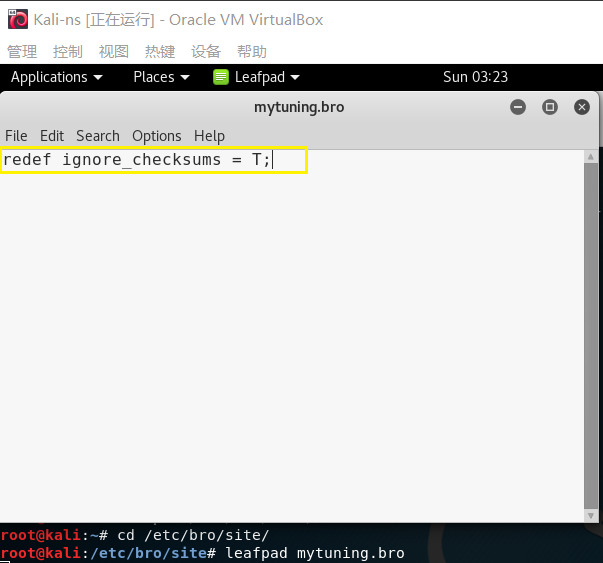 Kali-ns [正在运行] - Oracle VM VirtualBox
管理 控制 视图 热键 设备 帮助
Applications Places Leafpad Sun 03:23
mytuning.bro
File Edit Search Options Help
redef ignore_checksums = T;
root@kali:~# cd /etc/bro/site/
root@kali:/etc/bro/site# leafpad mytuning.bro